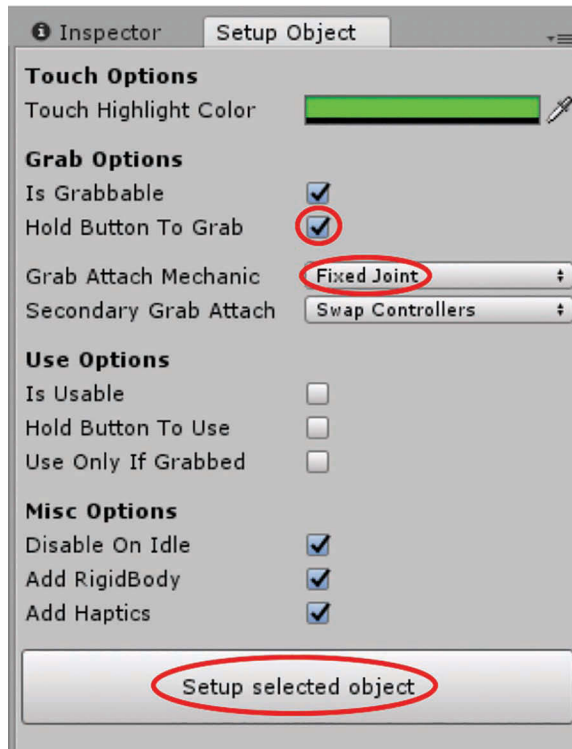 Inspector
Setup Object
Touch Options
Touch Highlight Color
Grab Options
Is Grabbable
Hold Button To Grab
Grab Attach Mechanic Fixed Joint
Secondary Grab Attach Swap Controllers
Use Options
Is Usable
Hold Button To Use
Use Only If Grabbed
Misc Options
Disable On Idle
Add RigidBody
Add Haptics
Setup selected object